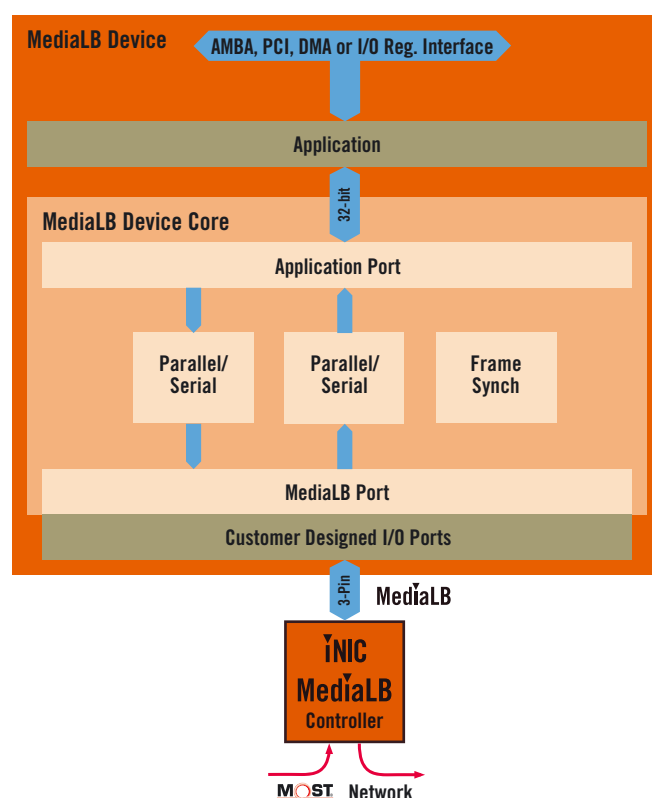 MediaLB Device
AMBA, PCI, DMA or I/O Reg. Interface
Application
32-bit
MediaLB Device Core
Application Port
Parallel/
Serial
Parallel/
Serial
Frame
Synch
MediaLB Port
Customer Designed I/O Ports
3-Pin
MediaLB
iNIC
MediaLB
Controller
MOST Network